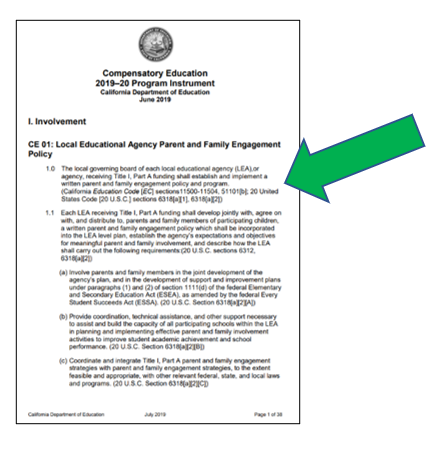 Compensatory Education
2019–20 Program Instrument
California Department of Education
June 2019
I. Involvement
CE 01: Local Educational Agency Parent and Family Engagement
Policy
1.0 The local governing board of each local educational agency (LEA),or
agency, receiving Title I, Part A funding shall establish and implement a
written parent and family engagement policy and program.
(California Education Code [EC] sections11500-11504, 51101[b]; 20 United
States Code [20 U.S.C.] sections 6318[a][1], 6318[a][2])
1.1 Each LEA receiving Title I, Part A funding shall develop jointly with, agree on
with, and distribute to, parents and family members of participating children,
a written parent and family engagement policy which shall be incorporated
into the LEA level plan, establish the agency's expectations and objectives
for meaningful parent and family involvement, and describe how the LEA
shall carry out the following requirements:(20 U.S.C. sections 6312,
6318[a][2])
(a) Involve parents and family members in the joint development of the
agency's plan, and in the development of support and improvement plans
under paragraphs (1) and (2) of section 1111(d) of the federal Elementary
and Secondary Education Act (ESEA), as amended by the federal Every
Student Succeeds Act (ESSA). (20 U.S.C. Section 6318[a][2][A])
(b) Provide coordination, technical assistance, and other support necessary
to assist and build the capacity of all participating schools within the LEA
in planning and implementing effective parent and family involvement
activities to improve student academic achievement and school
performance. (20 U.S.C. Section 6318[a][2][B])
(c) Coordinate and integrate Title I, Part A parent and family engagement
strategies with parent and family engagement strategies, to the extent
feasible and appropriate, with other relevant federal, state, and local laws
and programs. (20 U.S.C. Section 6318[a][2][C])
California Department of Education July 2019 Page 1 of 38